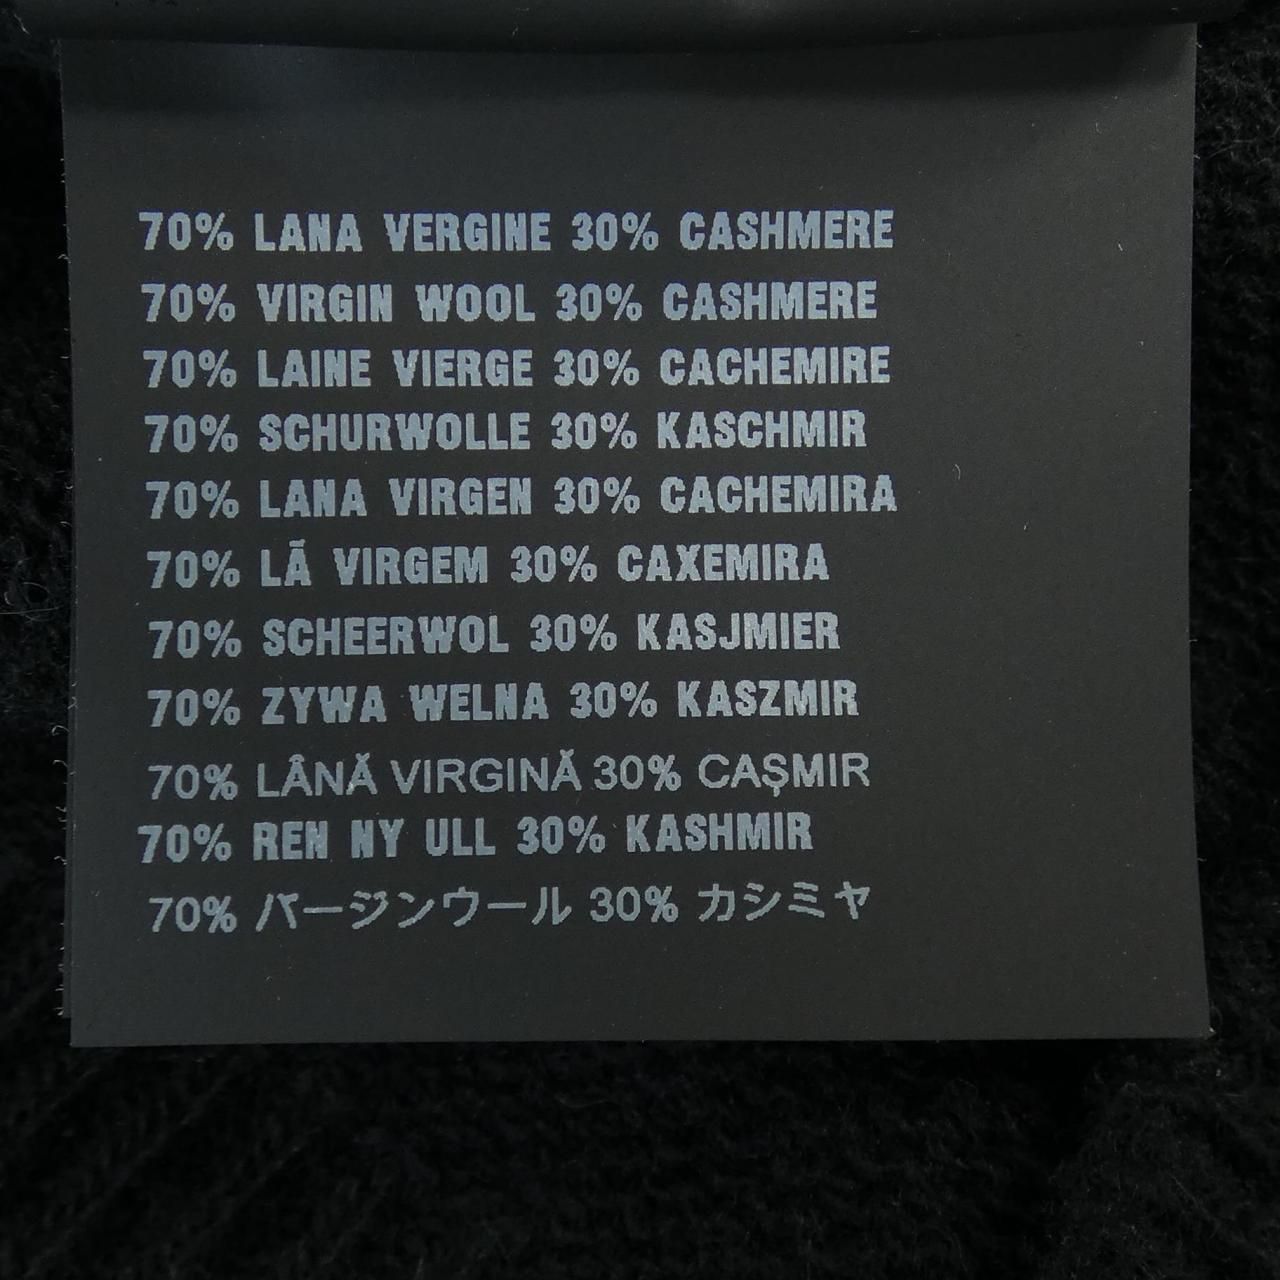 70% LANA VERGINE 30% CASHMERE
70% VIRGIN WOOL 30% CASHMERE
70% LAINE VIERGE 30% CACHEMIRE
70% SCHURWOLLE 30% KASCHMIR
70% LANA VIRGEN 30% CACHEMIRA
70% LÃ VIRGEM 30% CAXEMIRA
70% SCHEERWOL 30% KASJMIER
70% ZYWA WELNA 30% KASZMIR
70% LÂNĂ VIRGINĂ 30% CAŞMIR
70% REN NY ULL 30% KASHMIR
70% バージンウール 30% カシミヤ